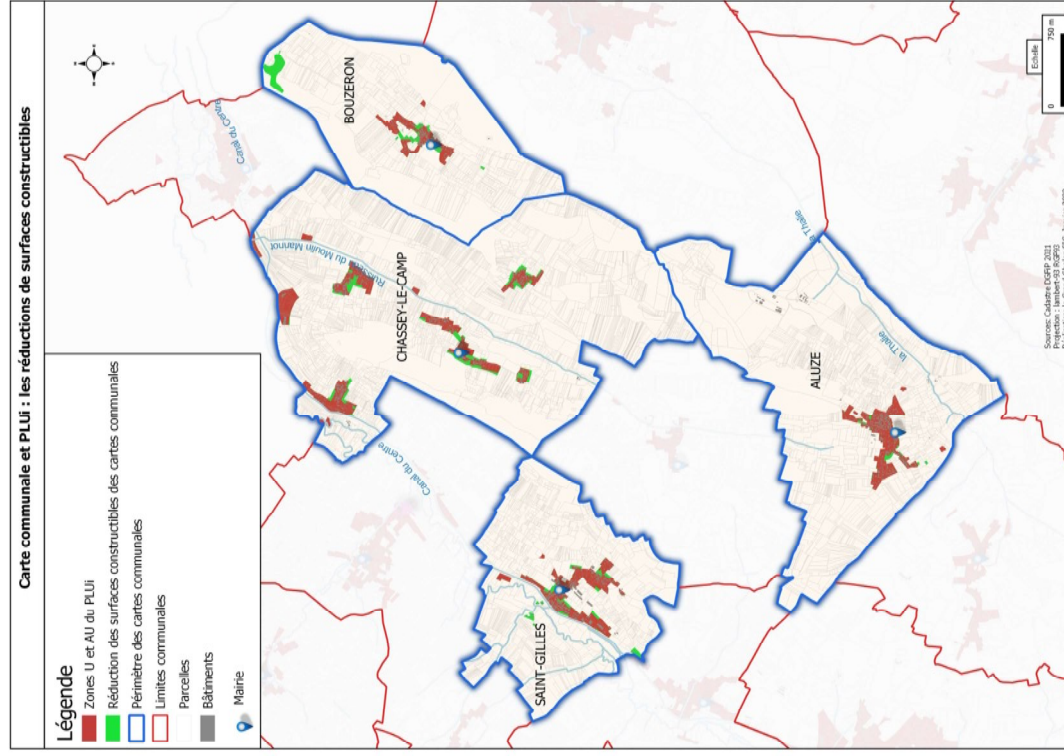 Carte communale et PLUi : les réductions de surfaces constructibles
Légende
Zones U et AU du PLUi
Réduction des surfaces constructibles des cartes communales
Périmètre des cartes communales
Limites communales
Parcelles
Bâtiments
Mairie
Canal du Centre
BOUZERON
Ruisseau du Moulin Mannot
CHASSEY-LE-CAMP
Canal du Centre
SAINT-GILLES
ALUZE
la Thalie
la Thalie
Echelle
0
750 m
Sources: Cadastre DGFIP 2021
Projection : lambert-93 RGF93